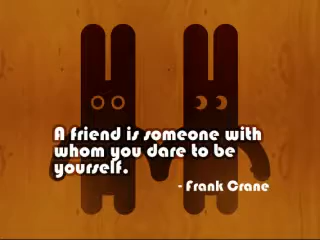 A friend is someone with
whom you dare to be
yourself.
- Frank Crane